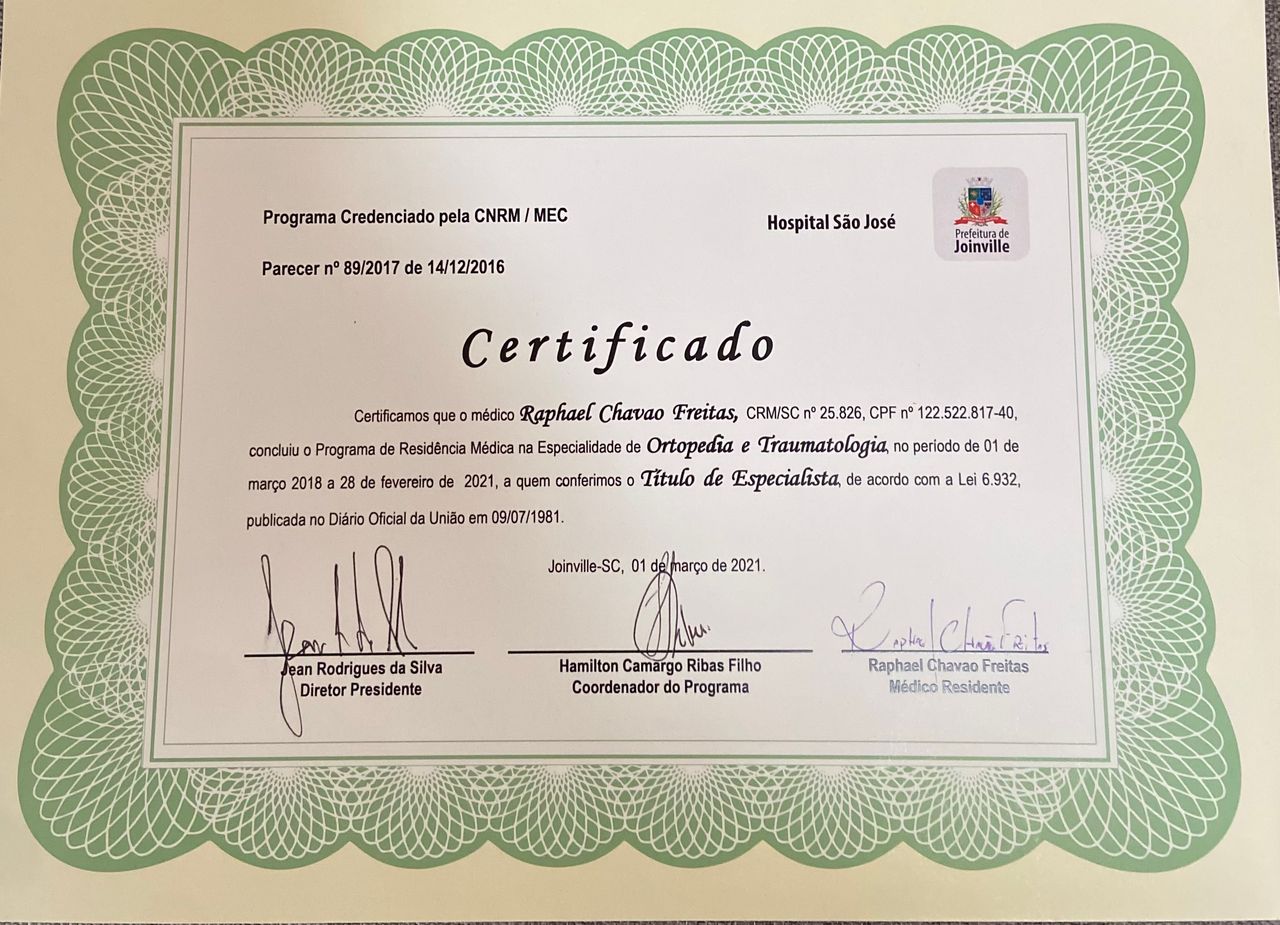 Programa Credenciado pela CNRM / MEC
Hospital São José
Prefeitura de
Joinville
Parecer nº 89/2017 de 14/12/2016
Certificado
Certificamos que o médico Raphael Chavao Freitas, CRM/SC nº 25.826, CPF nº 122.522.817-40,
concluiu o Programa de Residência Médica na Especialidade de Ortopedia e Traumatologia, no periodo de 01 de
março 2018 a 28 de fevereiro de 2021, a quem conferimos o Título de Especialista, de acordo com a Lei 6.932,
publicada no Diário Oficial da União em 09/07/1981.
Joinville-SC, 01 de março de 2021.
Raphael Chavão Freitas
Jean Rodrigues da Silva
Diretor Presidente
Hamilton Camargo Ribas Filho
Coordenador do Programa
Raphael Chavao Freitas
Médico Residente